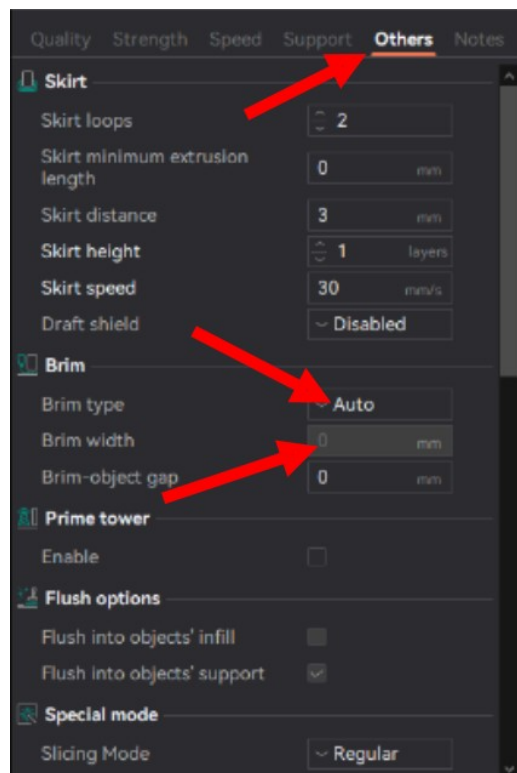 Quality Strength Speed Support Others Notes
Skirt
Skirt loops 2
Skirt minimum extrusion
length 0 mm
Skirt distance 3 mm
Skirt height 1 layers
Skirt speed 30 mm/s
Draft shield Disabled
Brim
Brim type Auto
Brim width 0 mm
Brim-object gap 0 mm
Prime tower
Enable
Flush options
Flush into objects' infill
Flush into objects' support
Special mode
Slicing Mode Regular